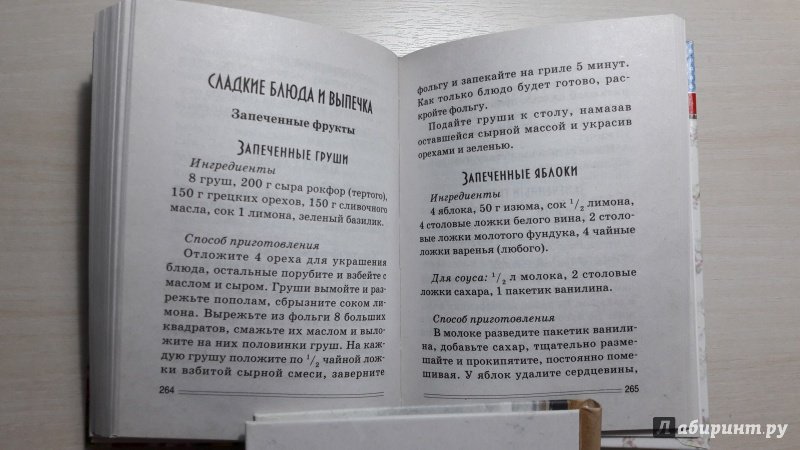 СЛАДКИЕ БЛЮДА И ВЫПЕЧКА
Запеченные фрукты
ЗАПЕЧЕННЫЕ ГРУШИ
Ингредиенты
8 груш, 200 г сыра рокфор (тертого),
150 г грецких орехов, 150 г сливочного
масла, сок 1 лимона, зеленый базилик.
Способ приготовления
Отложите 4 ореха для украшения
блюда, остальные порубите и взбейте с
маслом и сыром. Груши вымойте и раз-
режьте пополам, сбрызните соком ли-
мона. Вырежьте из фольги 8 больших
квадратов, смажьте их маслом и выло-
жите на них половинки груш. На каж-
дую грушу положите по 1/2 чайной лож-
ки взбитой сырной смеси, заверните
264
фольгу и запекайте на гриле 5 минут.
Как только блюдо будет готово, рас-
кройте фольгу.
Подайте груши к столу, намазав
оставшейся сырной массой и украсив
орехами и зеленью.
ЗАПЕЧЕННЫЕ ЯБЛОКИ
Ингредиенты
4 яблока, 50 г изюма, сок 1/2 лимона,
4 столовые ложки белого вина, 2 столо-
вые ложки молотого фундука, 4 чайные
ложки варенья (любого).
Для соуса: 1/2 л молока, 2 столовые
ложки сахара, 1 пакетик ванилина.
Способ приготовления
В молоке разведите пакетик ванили-
на, добавьте сахар, тщательно разме-
шайте и прокипятите, постоянно поме-
шивая. У яблок удалите сердцевины,
265
Лабиринт.ру